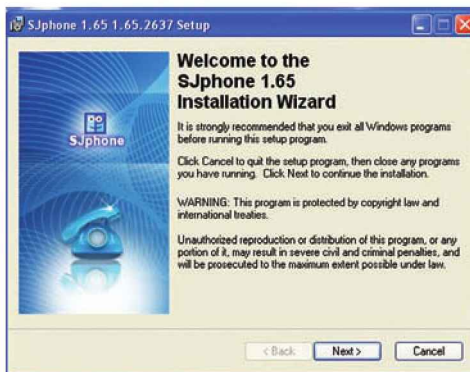 SJphone 1.65 1.65.2637 Setup
SJphone
Welcome to the
SJphone 1.65
Installation Wizard
It is strongly recommended that you exit all Windows programs
before running this setup program.
Click Cancel to quit the setup program, then close any programs
you have running. Click Next to continue the installation.
WARNING: This program is protected by copyright law and
international treaties.
Unauthorized reproduction or distribution of this program, or any
portion of it, may result in severe civil and criminal penalties, and
will be prosecuted to the maximum extent possible under law.
< Back
Next >
Cancel